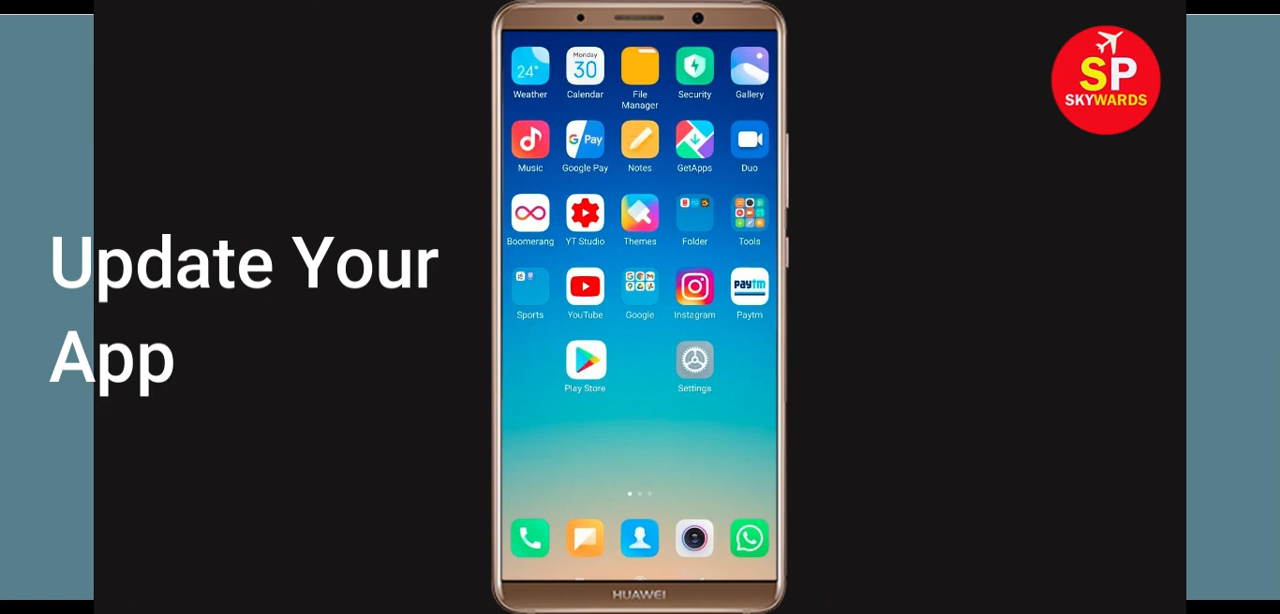 Update Your
App
24°
Weather
Monday
30
Calendar
File
Manager
Security
Gallery
Music
G Pay
Google Pay
Notes
GetApps
Duo
Boomerang
YT Studio
Themes
Folder
Tools
Sports
YouTube
Google
Instagram
paytm
Paytm
Play Store
Settings
HUAWEI
SP
SKYWARDS